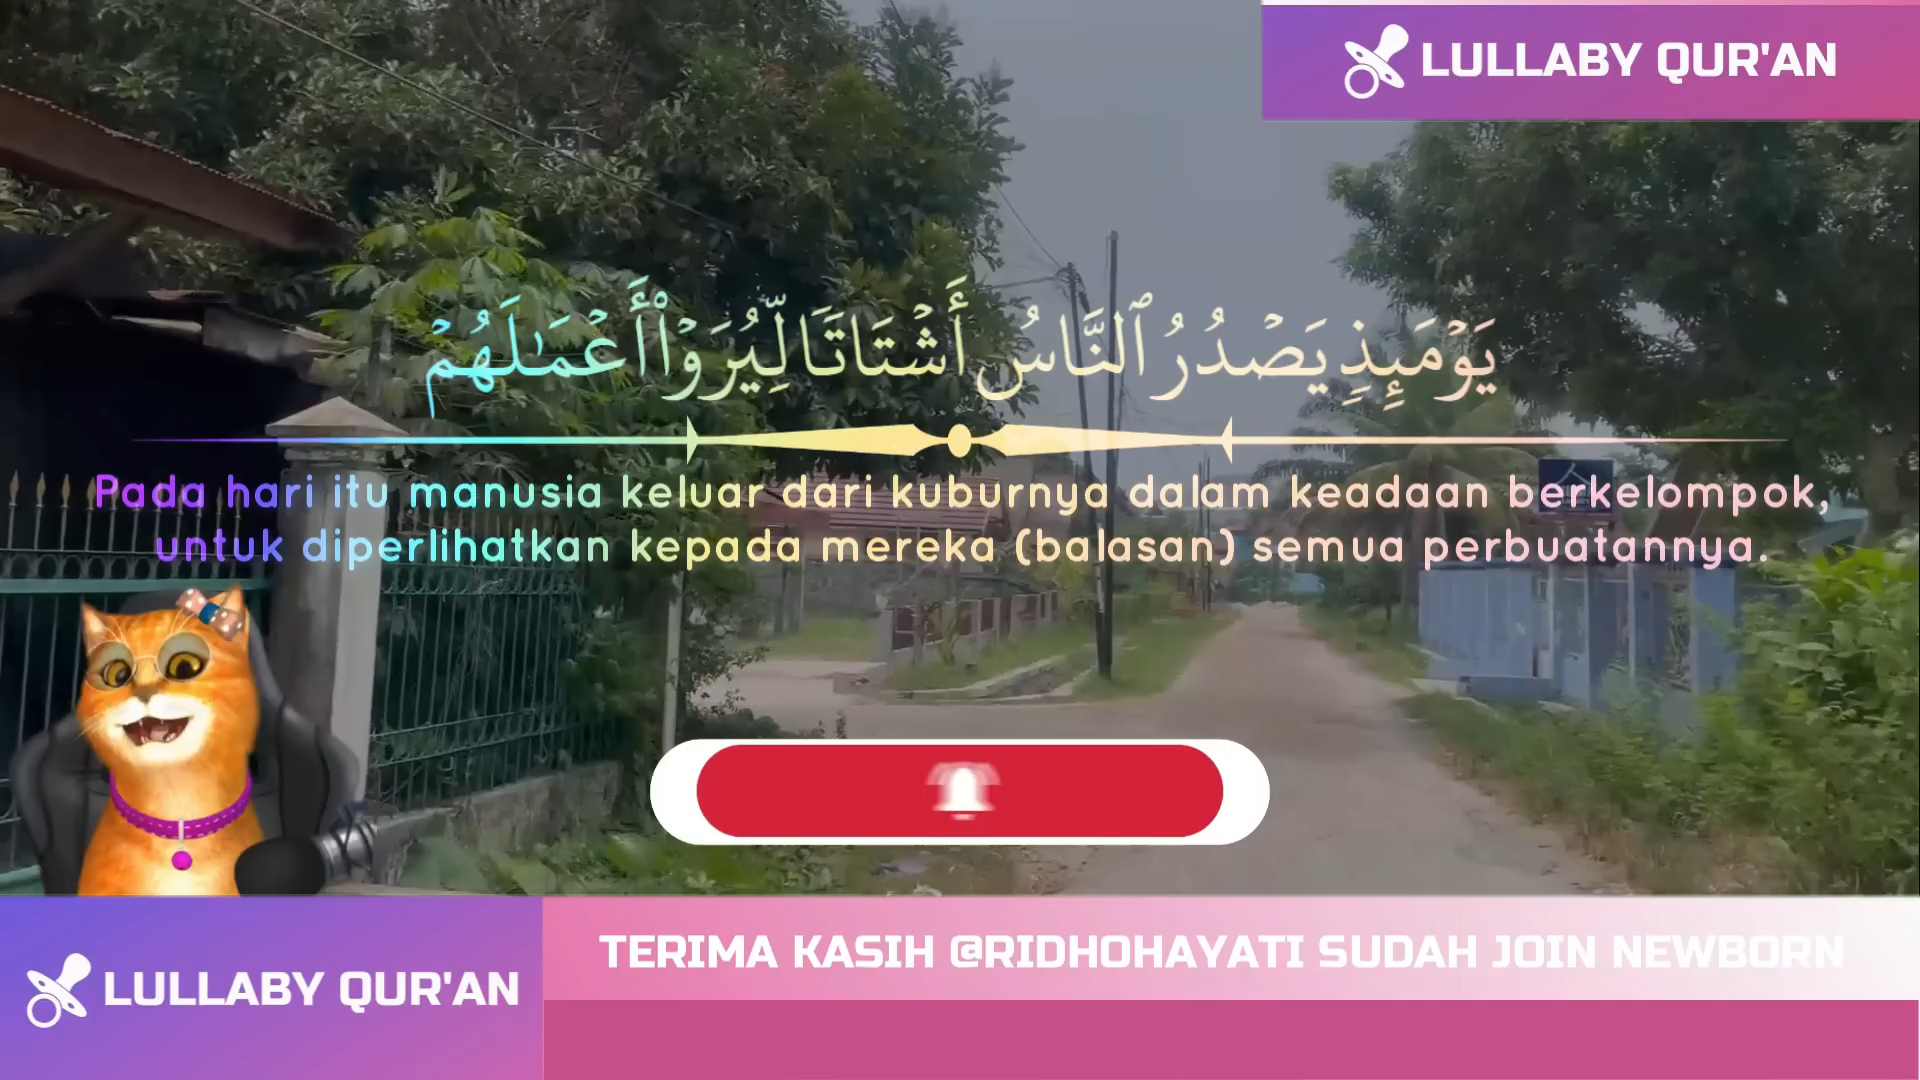 LULLABY QUR'AN
يَوْمَئِذٍ يَصْدُرُ ٱلنَّاسُ أَشْتَاتًا لِّيُرَوْا۟ أَعْمَـٰلَهُمْ
Pada hari itu manusia keluar dari kuburnya dalam keadaan berkelompok,
untuk diperlihatkan kepada mereka (balasan) semua perbuatannya.
TERIMA KASIH @RIDHOHAYATI SUDAH JOIN NEWBORN
LULLABY QUR'AN